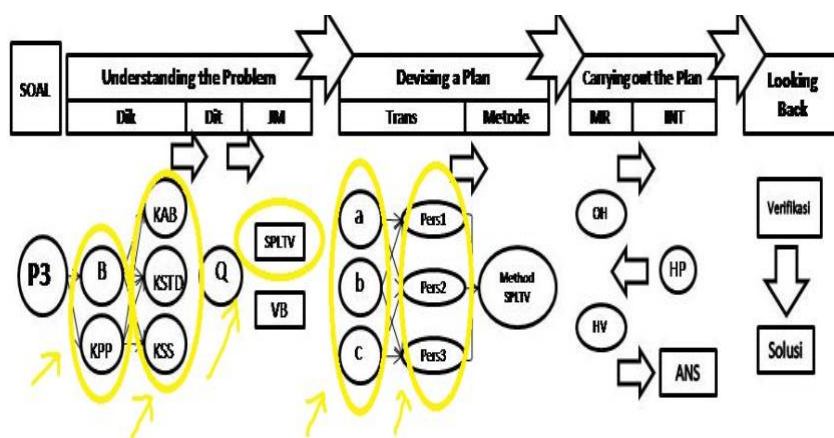 SOAL
Understanding the Problem
Dik
Dit
JM
Devising a Plan
Trans
Metode
Carrying out the Plan
MR
INT
Looking
Back
P3
B
KPP
KAB
KSTD
KSS
Q
SPLTV
VB
a
b
c
Pers1
Pers2
Pers3
Method
SPLTV
OH
HV
HP
ANS
Verifikasi
Solusi